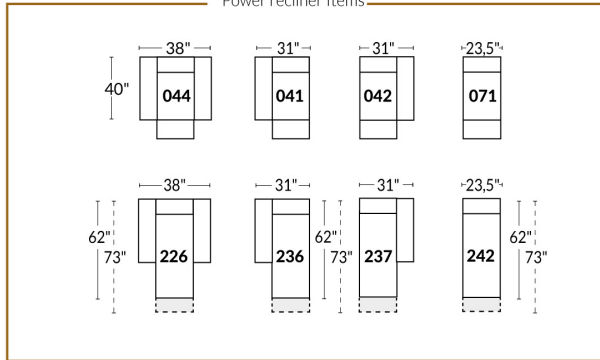 Power recliner items
38" 31" 31" 23,5"
40" 044 041 042 071
38" 31" 31" 23,5"
62" 62" 62"
73" 226 236 73" 237 242 73"